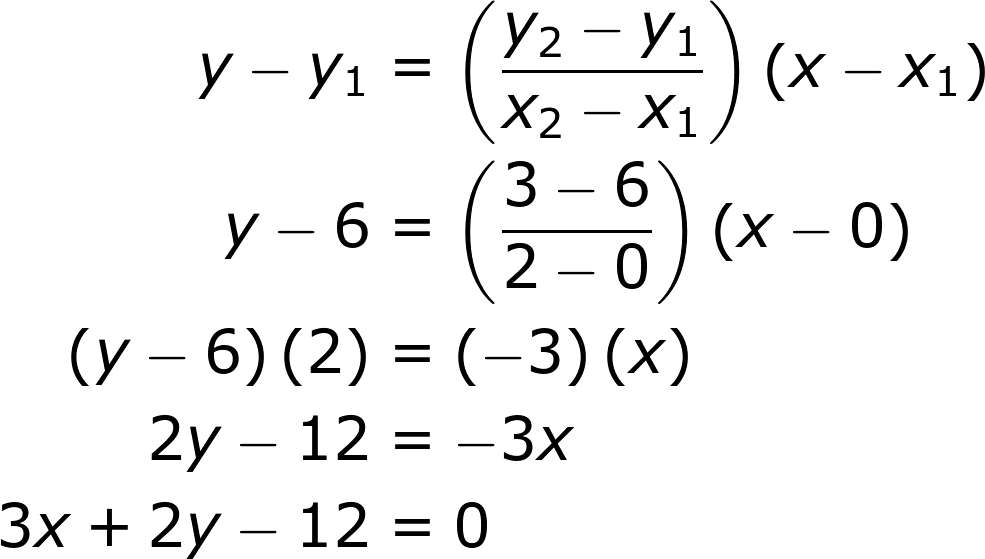 y − y₁ = ( (y₂ − y₁) / (x₂ − x₁) ) (x − x₁)
y − 6 = ( (3 − 6) / (2 − 0) ) (x − 0)
(y − 6) (2) = (−3) (x)
2y − 12 = −3x
3x + 2y − 12 = 0